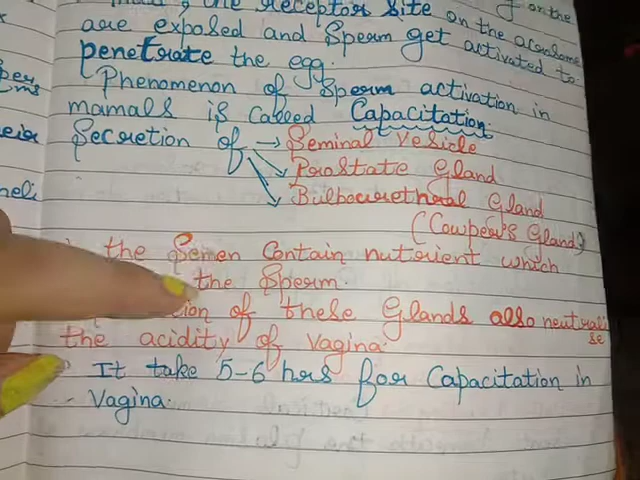 the receptor site on the acrosome
are exposed and Sperm get activated to
penetrate the egg.
Phenomenon of Sperm activation in
mamals is called Capacitation.
Secretion of → Seminal vesicle
Prostate Gland
Bulbocurethral Gland
(Cowper's Gland)
the Semen Contain nutrient which
the Sperm.
of these Glands also neutrali
se
the acidity of vagina.
It take 5-6 hrs for Capacitation in
Vagina.